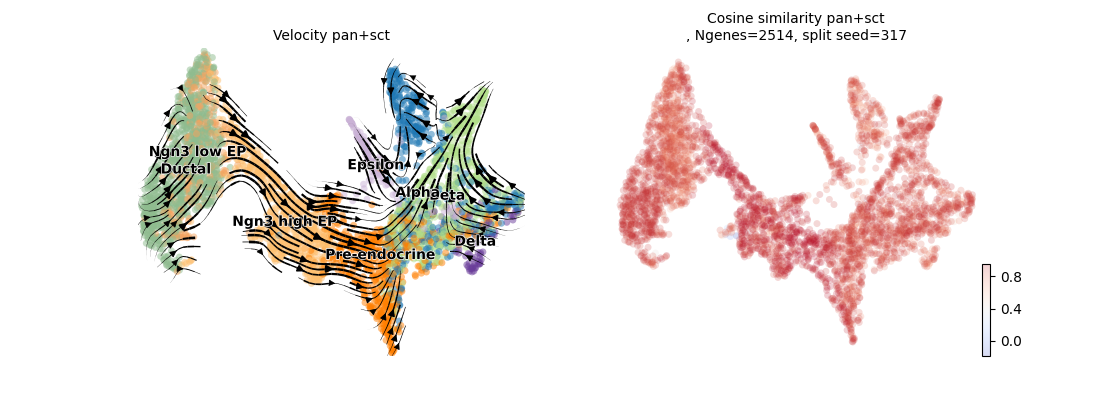 Velocity pan+sct
Ngn3 low EP
Ductal
Epsilon
Alpha
eta
Ngn3 high EP
Delta
Pre-endocrine
Cosine similarity pan+sct
, Ngenes=2514, split seed=317
0.8
0.4
0.0